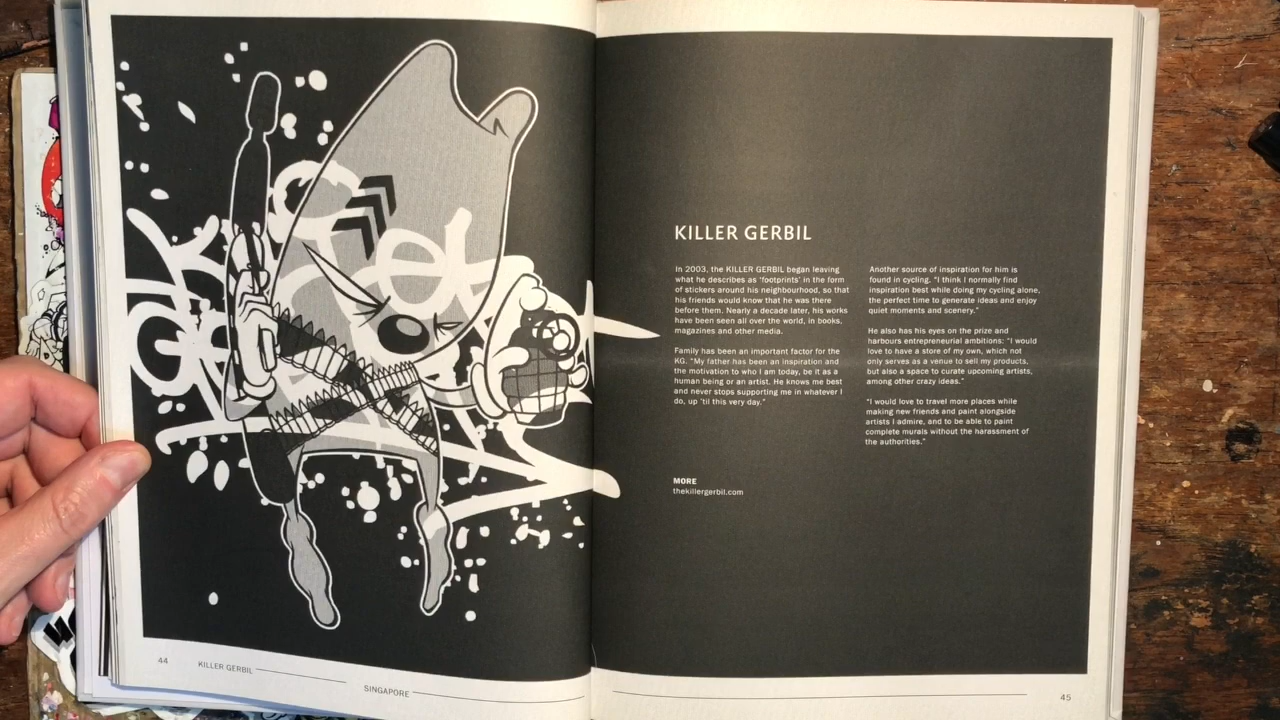 KILLER GERBIL
In 2003, the KILLER GERBIL began leaving
what he describes as 'footprints' in the form
of stickers around his neighbourhood, so that
his friends would know that he was there
before them. Nearly a decade later, his works
have been seen all over the world, in books,
magazines and other media.
Family has been an important factor for the
KG. "My father has been an inspiration and
the motivation to who I am today, be it as a
human being or an artist. He knows me best
and never stops supporting me in whatever I
do, up 'til this very day."
MORE
thekillergerbil.com
Another source of inspiration for him is
found in cycling. "I think I normally find
inspiration best while doing my cycling alone,
the perfect time to generate ideas and enjoy
quiet moments and scenery."
He also has his eyes on the prize and
harbours entrepreneurial ambitions: "I would
love to have a store of my own, which not
only serves as a venue to sell my products,
but also a space to curate upcoming artists,
among other crazy ideas."
"I would love to travel more places while
making new friends and paint alongside
artists I admire, and to be able to paint
complete murals without the harassment of
the authorities."
44
KILLER GERBIL
SINGAPORE
45